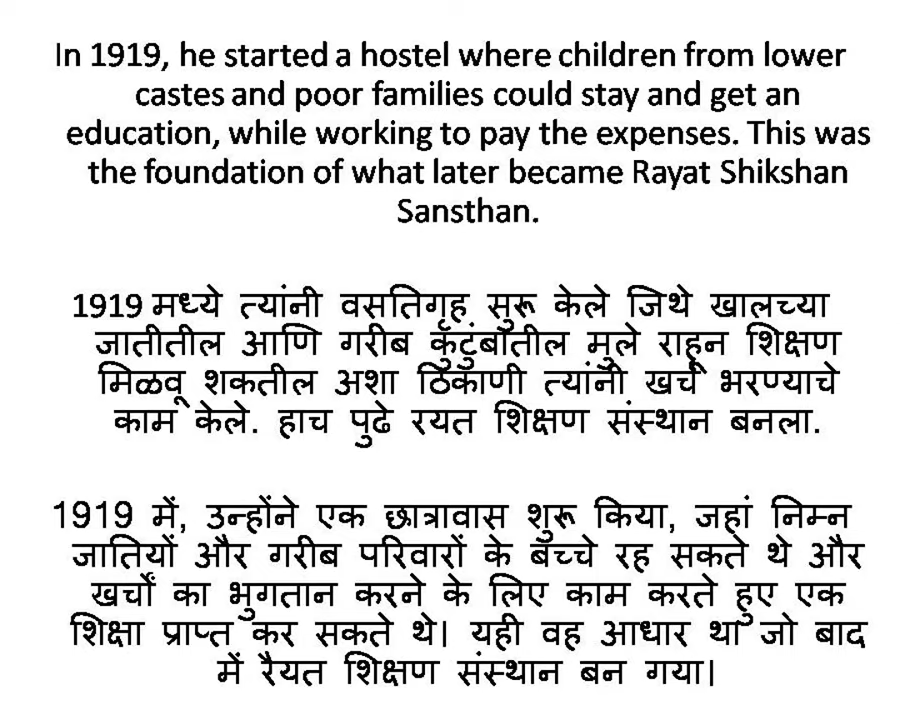 In 1919, he started a hostel where children from lower
castes and poor families could stay and get an
education, while working to pay the expenses. This was
the foundation of what later became Rayat Shikshan
Sansthan.
1919 मध्ये त्यांनी वसतिगृह सुरू केले जिथे खालच्या
जातीतील आणि गरीब कुटुंबातील मुले राहून शिक्षण
मिळवू शकतील अशा ठिकाणी त्यांनी खर्च भरण्याचे
काम केले. हाच पुढे रयत शिक्षण संस्थान बनला.
1919 में, उन्होंने एक छात्रावास शुरू किया, जहां निम्न
जातियों और गरीब परिवारों के बच्चे रह सकते थे और
खर्चों का भुगतान करने के लिए काम करते हुए एक
शिक्षा प्राप्त कर सकते थे। यही वह आधार था जो बाद
में रैयत शिक्षण संस्थान बन गया।